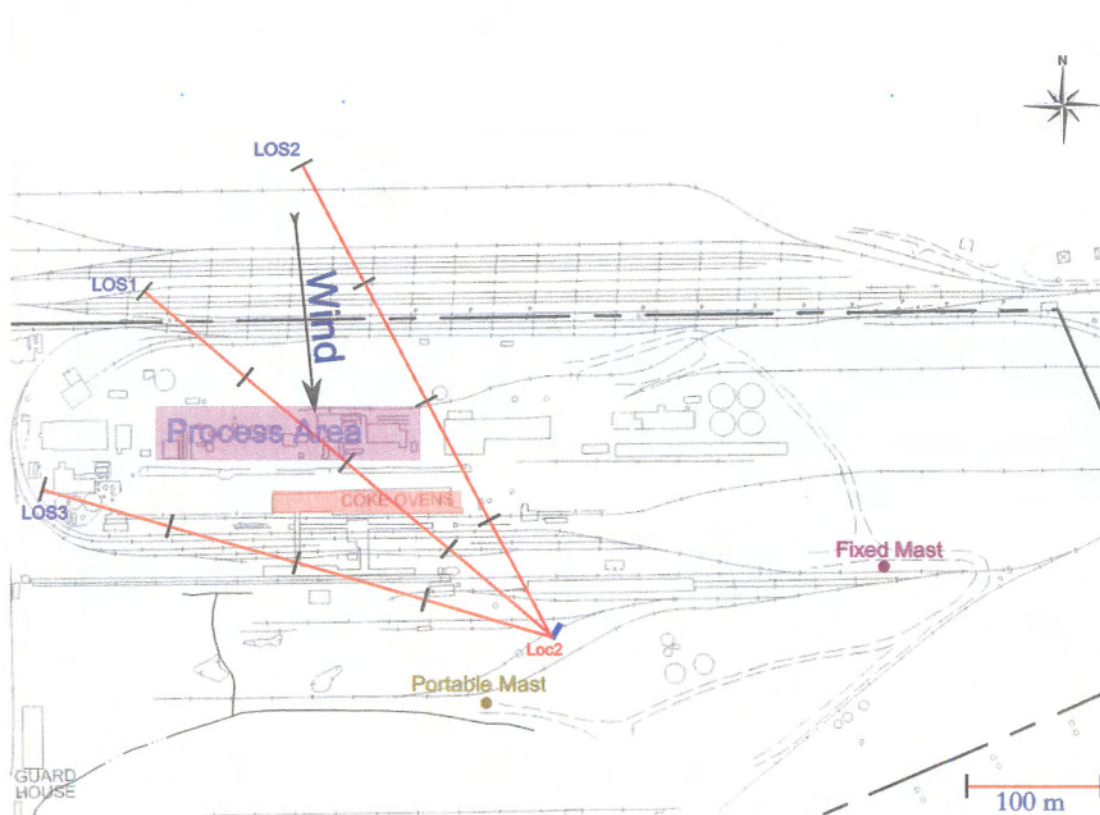 N
LOS2
LOS1
Wind
Process Area
COKE OVENS
LOS3
Fixed Mast
Loc2
Portable Mast
GUARD
HOUSE
100 m